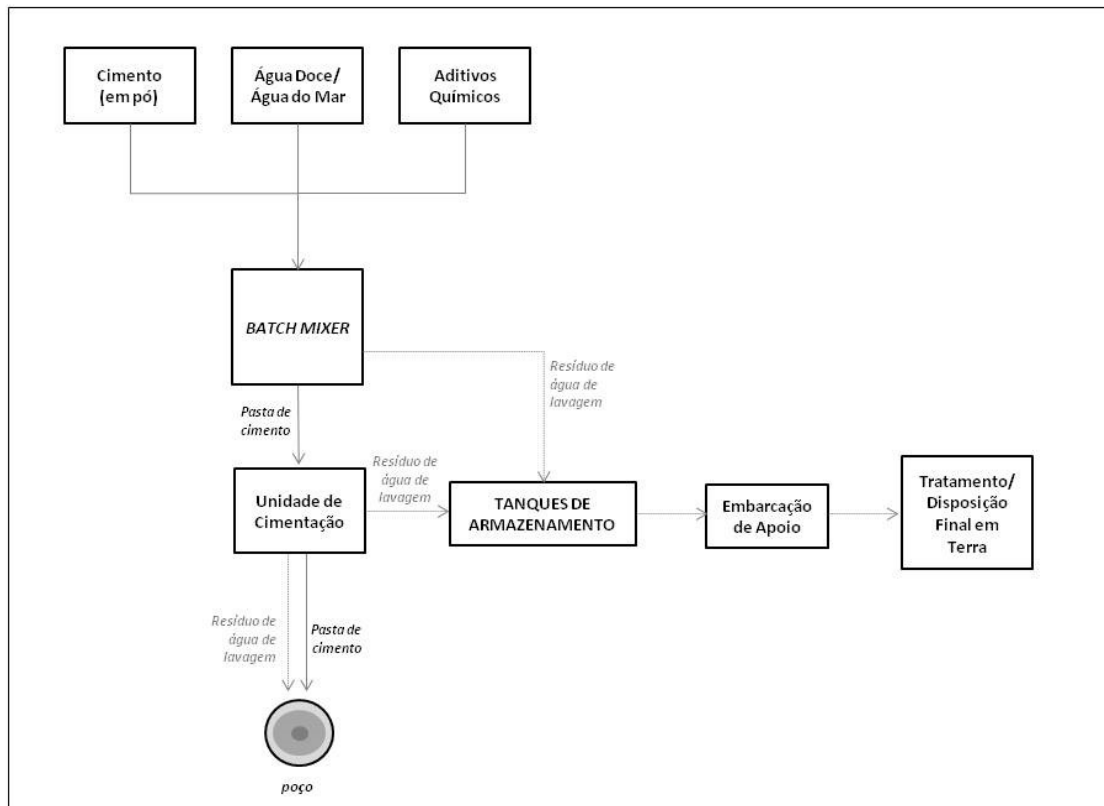 Cimento
(em pó)
Água Doce/
Água do Mar
Aditivos
Químicos
BATCH MIXER
Resíduo de
água de
lavagem
Pasta de
cimento
Resíduo de
água de
lavagem
Unidade de
Cimentação
TANQUES DE
ARMAZENAMENTO
Embarcação
de Apoio
Tratamento/
Disposição
Final em
Terra
Resíduo de
água de
lavagem
Pasta de
cimento
poço